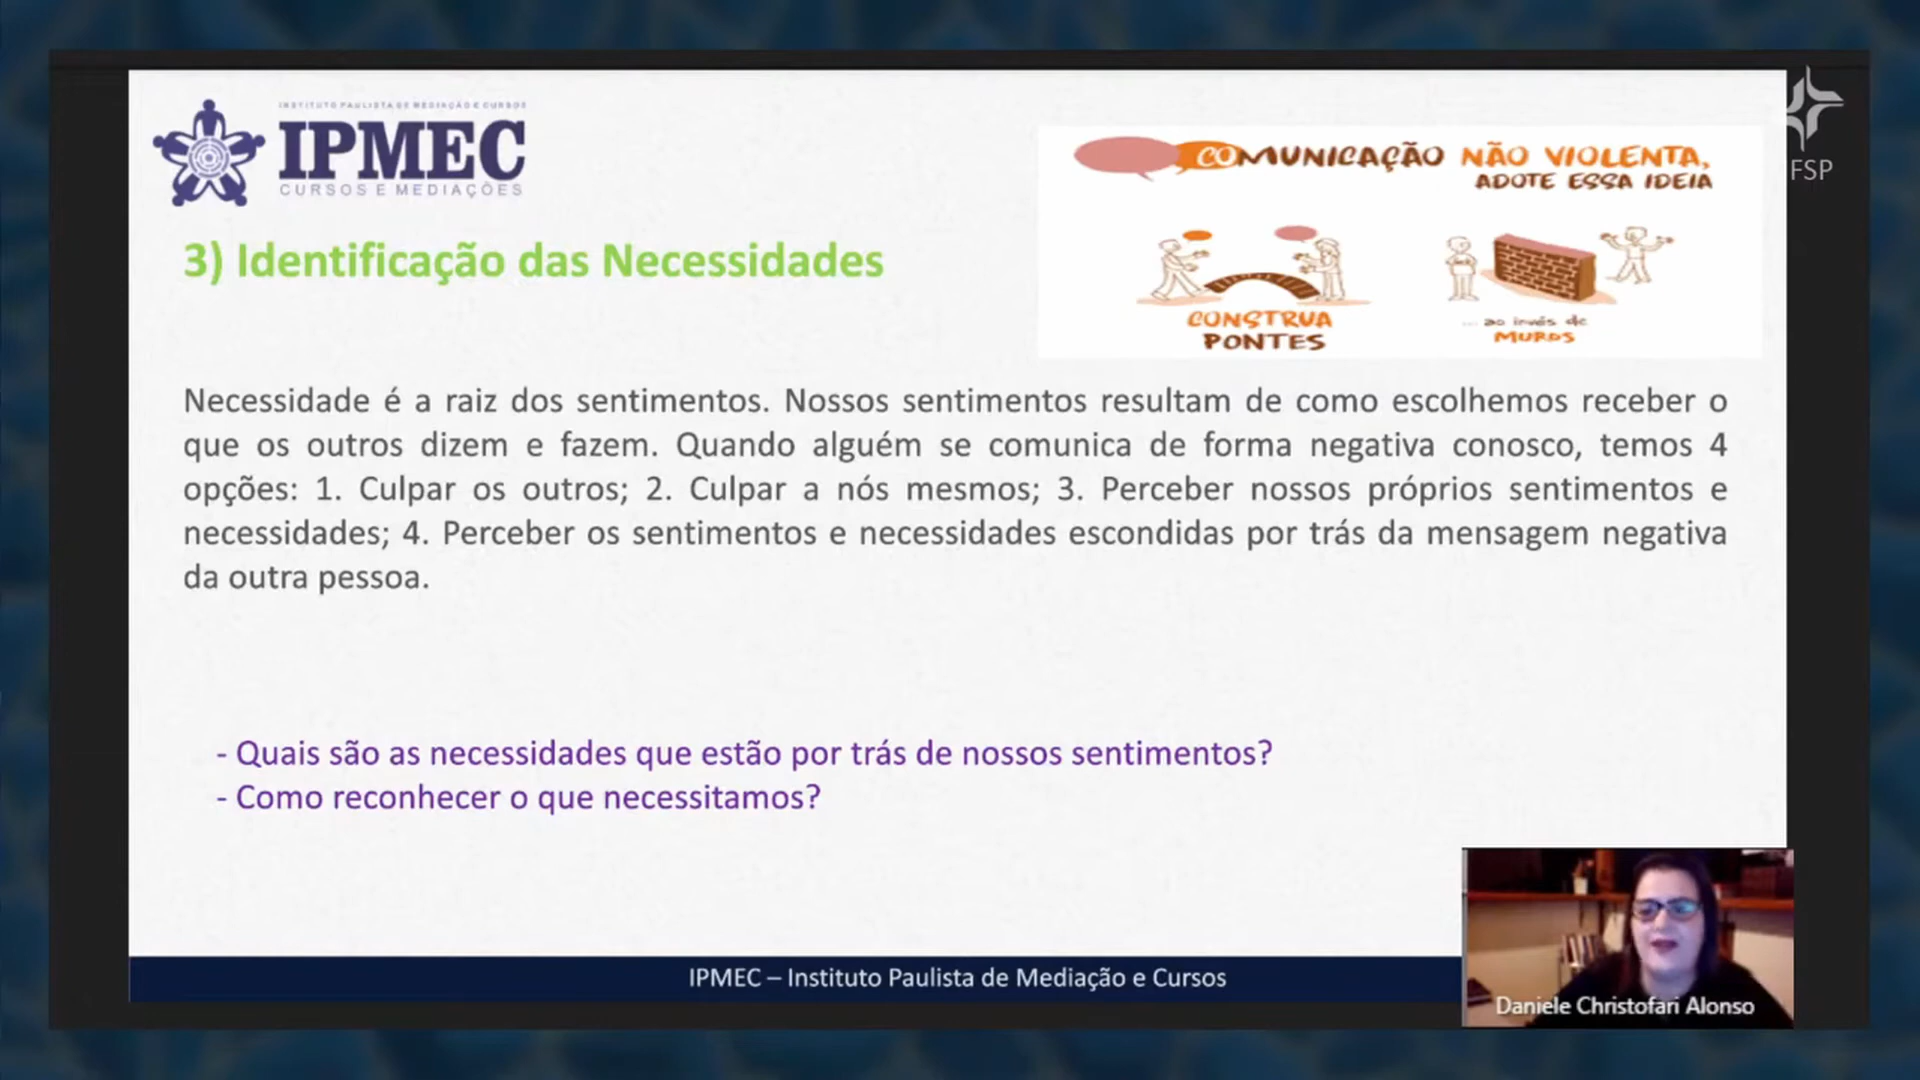 INSTITUTO PAULISTA DE MEDIAÇÃO E CURSOS
IPMEC
CURSOS E MEDIAÇÕES
COMUNICAÇÃO NÃO VIOLENTA,
ADOTE ESSA IDEIA
CONSTRUA
PONTES
... ao invés de
MUROS
FSP
3) Identificação das Necessidades
Necessidade é a raiz dos sentimentos. Nossos sentimentos resultam de como escolhemos receber o
que os outros dizem e fazem. Quando alguém se comunica de forma negativa conosco, temos 4
opções: 1. Culpar os outros; 2. Culpar a nós mesmos; 3. Perceber nossos próprios sentimentos e
necessidades; 4. Perceber os sentimentos e necessidades escondidas por trás da mensagem negativa
da outra pessoa.
- Quais são as necessidades que estão por trás de nossos sentimentos?
- Como reconhecer o que necessitamos?
IPMEC – Instituto Paulista de Mediação e Cursos
Daniele Christofari Alonso